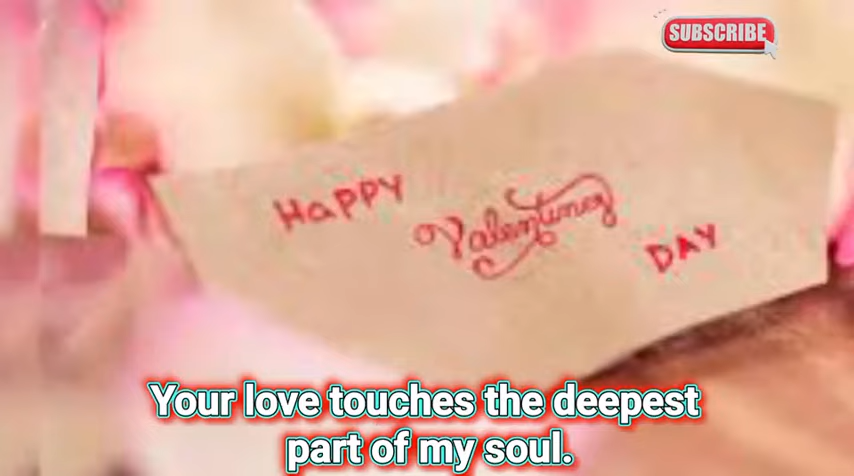 SUBSCRIBE
HaPPY
Valentines
DAY
Your love touches the deepest
part of my soul.